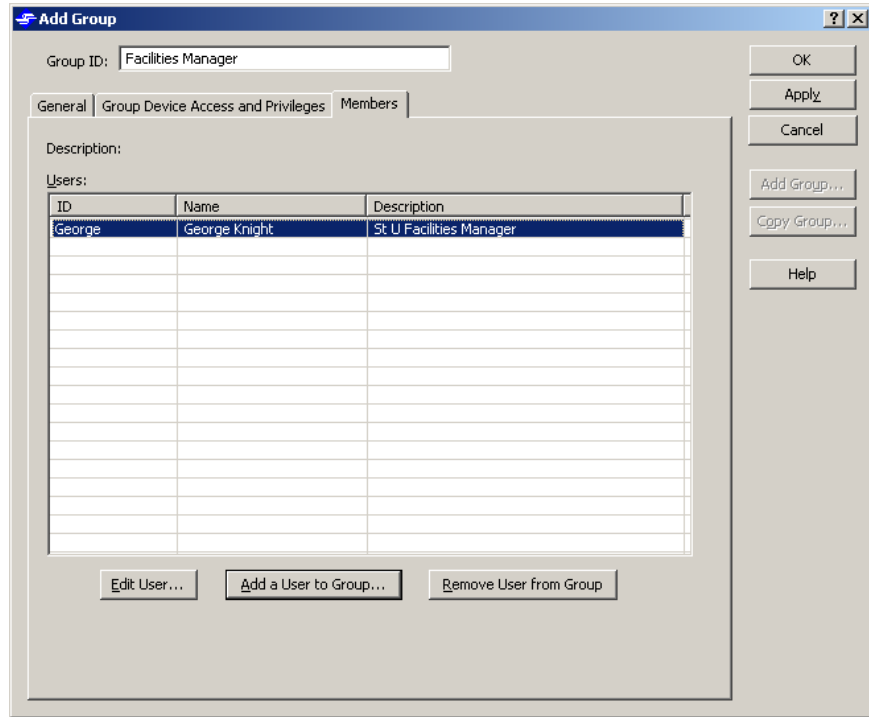 Add Group
Group ID: Facilities Manager
OK
Apply
Cancel
Add Group...
Copy Group...
Help
General Group Device Access and Privileges Members
Description:
Users:
ID Name Description
George George Knight St U Facilities Manager
Edit User... Add a User to Group... Remove User from Group